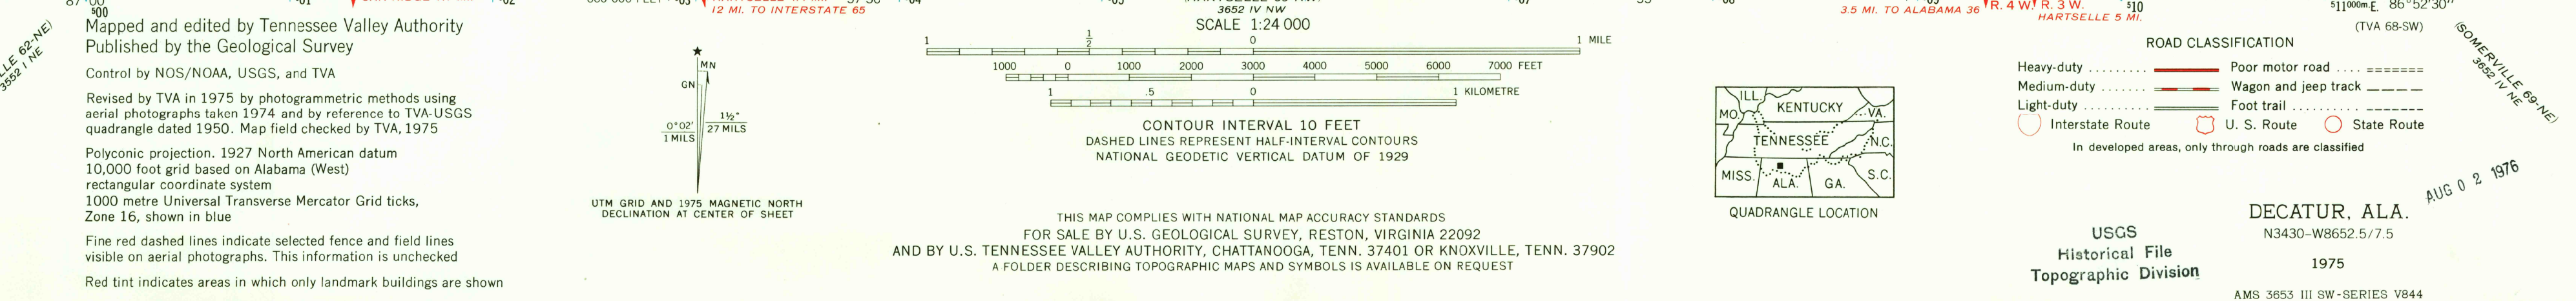 87°00'
500
12 MI. TO INTERSTATE 65
3652 IV NW
3.5 MI. TO ALABAMA 36
R. 4 W. R. 3 W.
HARTSELLE 5 MI.
510
511000m.E.
86°52'30"
3552 I NE
Mapped and edited by Tennessee Valley Authority
Published by the Geological Survey
Control by NOS/NOAA, USGS, and TVA
Revised by TVA in 1975 by photogrammetric methods using
aerial photographs taken 1974 and by reference to TVA-USGS
quadrangle dated 1950. Map field checked by TVA, 1975
Polyconic projection. 1927 North American datum
10,000 foot grid based on Alabama (West)
rectangular coordinate system
1000 metre Universal Transverse Mercator Grid ticks,
Zone 16, shown in blue
Fine red dashed lines indicate selected fence and field lines
visible on aerial photographs. This information is unchecked
Red tint indicates areas in which only landmark buildings are shown
★
MN
GN
0°02'
1 MILS
1½°
27 MILS
UTM GRID AND 1975 MAGNETIC NORTH
DECLINATION AT CENTER OF SHEET
SCALE 1:24 000
1 ½ 0 1 MILE
1000 0 1000 2000 3000 4000 5000 6000 7000 FEET
1 .5 0 1 KILOMETRE
CONTOUR INTERVAL 10 FEET
DASHED LINES REPRESENT HALF-INTERVAL CONTOURS
NATIONAL GEODETIC VERTICAL DATUM OF 1929
THIS MAP COMPLIES WITH NATIONAL MAP ACCURACY STANDARDS
FOR SALE BY U.S. GEOLOGICAL SURVEY, RESTON, VIRGINIA 22092
AND BY U.S. TENNESSEE VALLEY AUTHORITY, CHATTANOOGA, TENN. 37401 OR KNOXVILLE, TENN. 37902
A FOLDER DESCRIBING TOPOGRAPHIC MAPS AND SYMBOLS IS AVAILABLE ON REQUEST
ILL.
KENTUCKY
MO.
VA.
TENNESSEE
N.C.
MISS.
ALA.
GA.
S.C.
QUADRANGLE LOCATION
(TVA 68-SW)
ROAD CLASSIFICATION
Heavy-duty Poor motor road
Medium-duty Wagon and jeep track
Light-duty Foot trail
Interstate Route U. S. Route State Route
In developed areas, only through roads are classified
(SOMERVILLE 69-NE)
3652 IV NE
AUG 02 1976
DECATUR, ALA.
N3430-W8652.5/7.5
1975
AMS 3653 III SW-SERIES V844
USGS
Historical File
Topographic Division